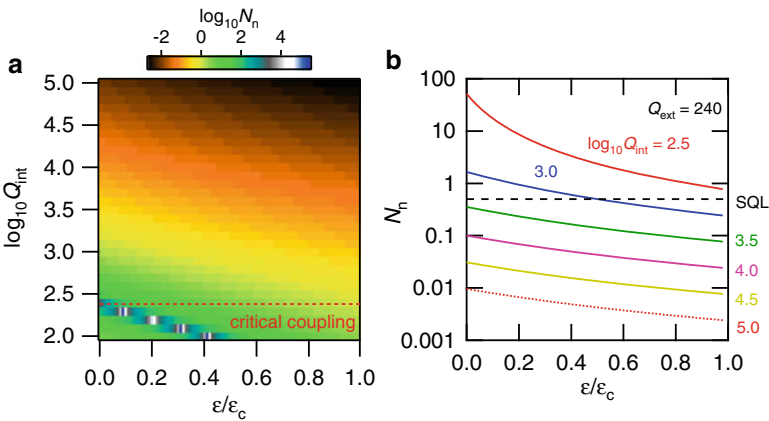 log₁₀Nₙ
-2 0 2 4
a
5.0
4.5
4.0
3.5
3.0
2.5
2.0
log₁₀Qᵢₙₜ
critical coupling
0.0 0.2 0.4 0.6 0.8 1.0
ε/ε꜀
b
100
10
1
0.1
0.01
0.001
Nₙ
Qₑₓₜ = 240
log₁₀Qᵢₙₜ = 2.5
3.0
SQL
3.5
4.0
4.5
5.0
0.0 0.2 0.4 0.6 0.8 1.0
ε/ε꜀